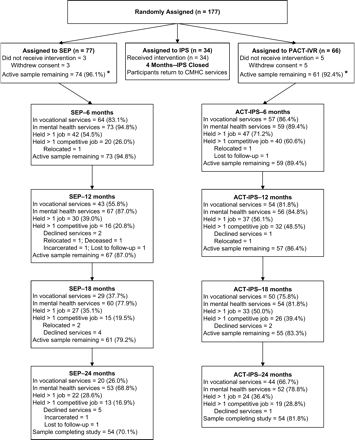 Randomly Assigned (n = 177)
Assigned to SEP (n = 77)
Did not receive intervention = 3
Withdrew consent = 3
Active sample remaining = 74 (96.1%) *
Assigned to IPS (n = 34)
Received intervention (n = 34)
4 Months–IPS Closed
Participants return to CMHC services
Assigned to PACT-IVR (n = 66)
Did not receive intervention = 5
Withdrew consent = 5
Active sample remaining = 61 (92.4%) *
SEP–6 months
In vocational services = 64 (83.1%)
In mental health services = 73 (94.8%)
Held > 1 job = 42 (54.5%)
Held > 1 competitive job = 20 (26.0%)
Relocated = 1
Active sample remaining = 73 (94.8%)
ACT-IPS–6 months
In vocational services = 57 (86.4%)
In mental health services = 59 (89.4%)
Held > 1 job = 47 (71.2%)
Held > 1 competitive job = 40 (60.6%)
Relocated = 1
Lost to follow-up = 1
Active sample remaining = 59 (89.4%)
SEP–12 months
In vocational services = 43 (55.8%)
In mental health services = 67 (87.0%)
Held > 1 job = 30 (39.0%)
Held > 1 competitive job = 16 (20.8%)
Declined services = 2
Relocated = 1; Deceased = 1
Incarcerated = 1; Lost to follow-up = 1
Active sample remaining = 67 (87.0%)
ACT-IPS–12 months
In vocational services = 54 (81.8%)
In mental health services = 56 (84.8%)
Held > 1 job = 37 (56.1%)
Held > 1 competitive job = 32 (48.5%)
Declined services = 1
Relocated = 1
Active sample remaining = 57 (86.4%)
SEP–18 months
In vocational services = 29 (37.7%)
In mental health services = 60 (77.9%)
Held > 1 job = 27 (35.1%)
Held > 1 competitive job = 15 (19.5%)
Relocated = 2
Declined services = 4
Active sample remaining = 61 (79.2%)
ACT-IPS–18 months
In vocational services = 50 (75.8%)
In mental health services = 54 (81.8%)
Held > 1 job = 33 (50.0%)
Held > 1 competitive job = 26 (39.4%)
Declined services = 2
Active sample remaining = 55 (83.3%)
SEP–24 months
In vocational services = 20 (26.0%)
In mental health services = 53 (68.8%)
Held > 1 job = 22 (28.6%)
Held > 1 competitive job = 13 (16.9%)
Declined services = 5
Incarcerated = 1
Lost to follow-up = 1
Sample completing study = 54 (70.1%)
ACT-IPS–24 months
In vocational services = 44 (66.7%)
In mental health services = 52 (78.8%)
Held > 1 job = 24 (36.4%)
Held > 1 competitive job = 19 (28.8%)
Declined services = 1
Sample completing study = 54 (81.8%)